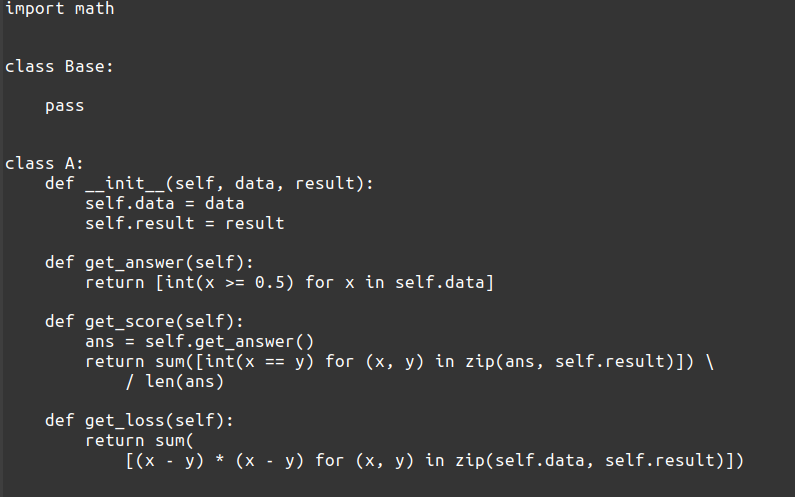 import math
class Base:
    pass
class A:
    def __init__(self, data, result):
        self.data = data
        self.result = result
    def get_answer(self):
        return [int(x >= 0.5) for x in self.data]
    def get_score(self):
        ans = self.get_answer()
        return sum([int(x == y) for (x, y) in zip(ans, self.result)]) \
            / len(ans)
    def get_loss(self):
        return sum(
            [(x - y) * (x - y) for (x, y) in zip(self.data, self.result)])